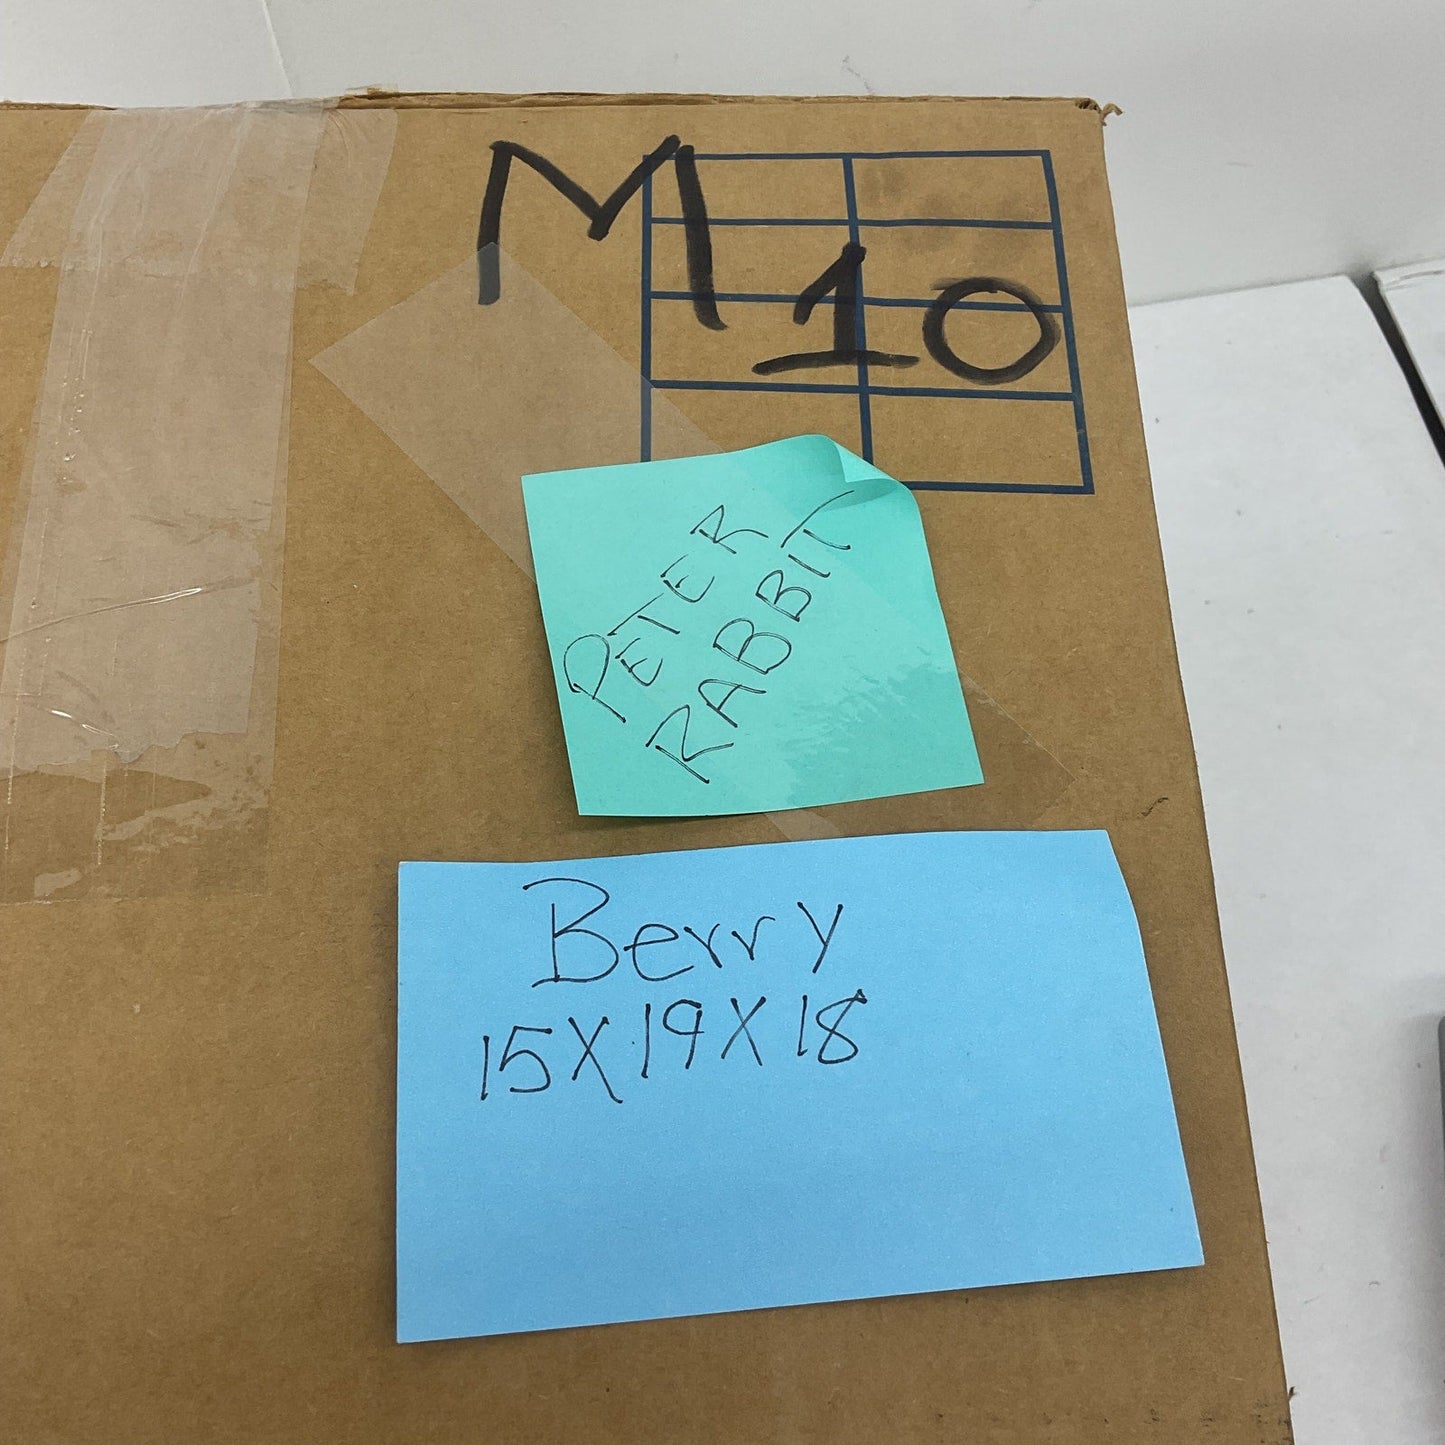 M 10
PETER
RABBIT
Berry
15X19X18